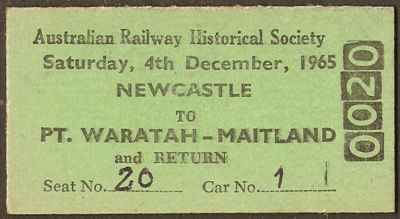 Australian Railway Historical Society
Saturday, 4th December, 1965
NEWCASTLE
TO
PT. WARATAH - MAITLAND
and RETURN
Seat No. 20 Car No. 1
0020